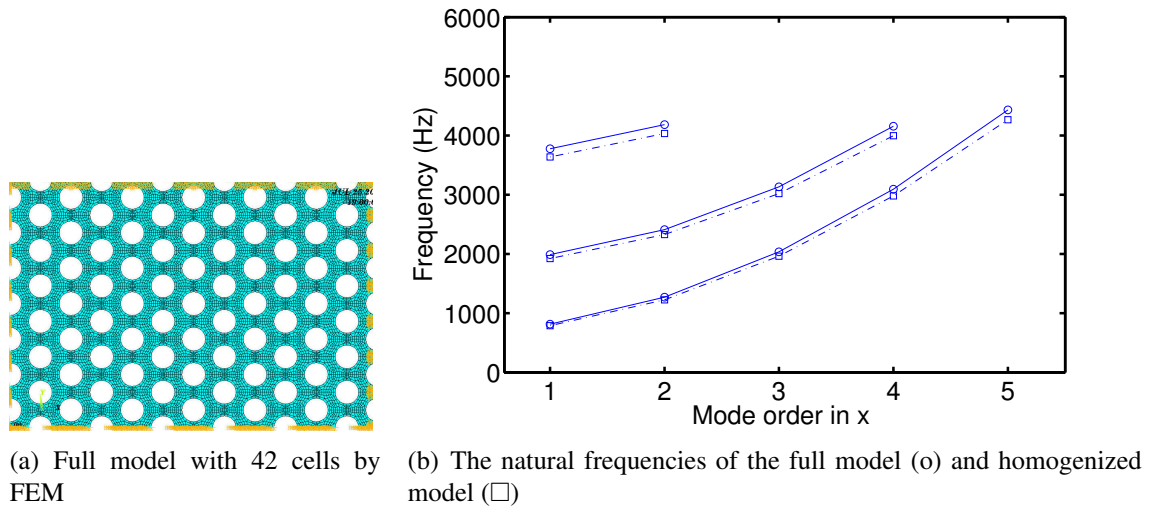 6000
5000
4000
3000
2000
1000
0
Frequency (Hz)
1 2 3 4 5
Mode order in x
(a) Full model with 42 cells by
FEM
(b) The natural frequencies of the full model (o) and homogenized
model (□)